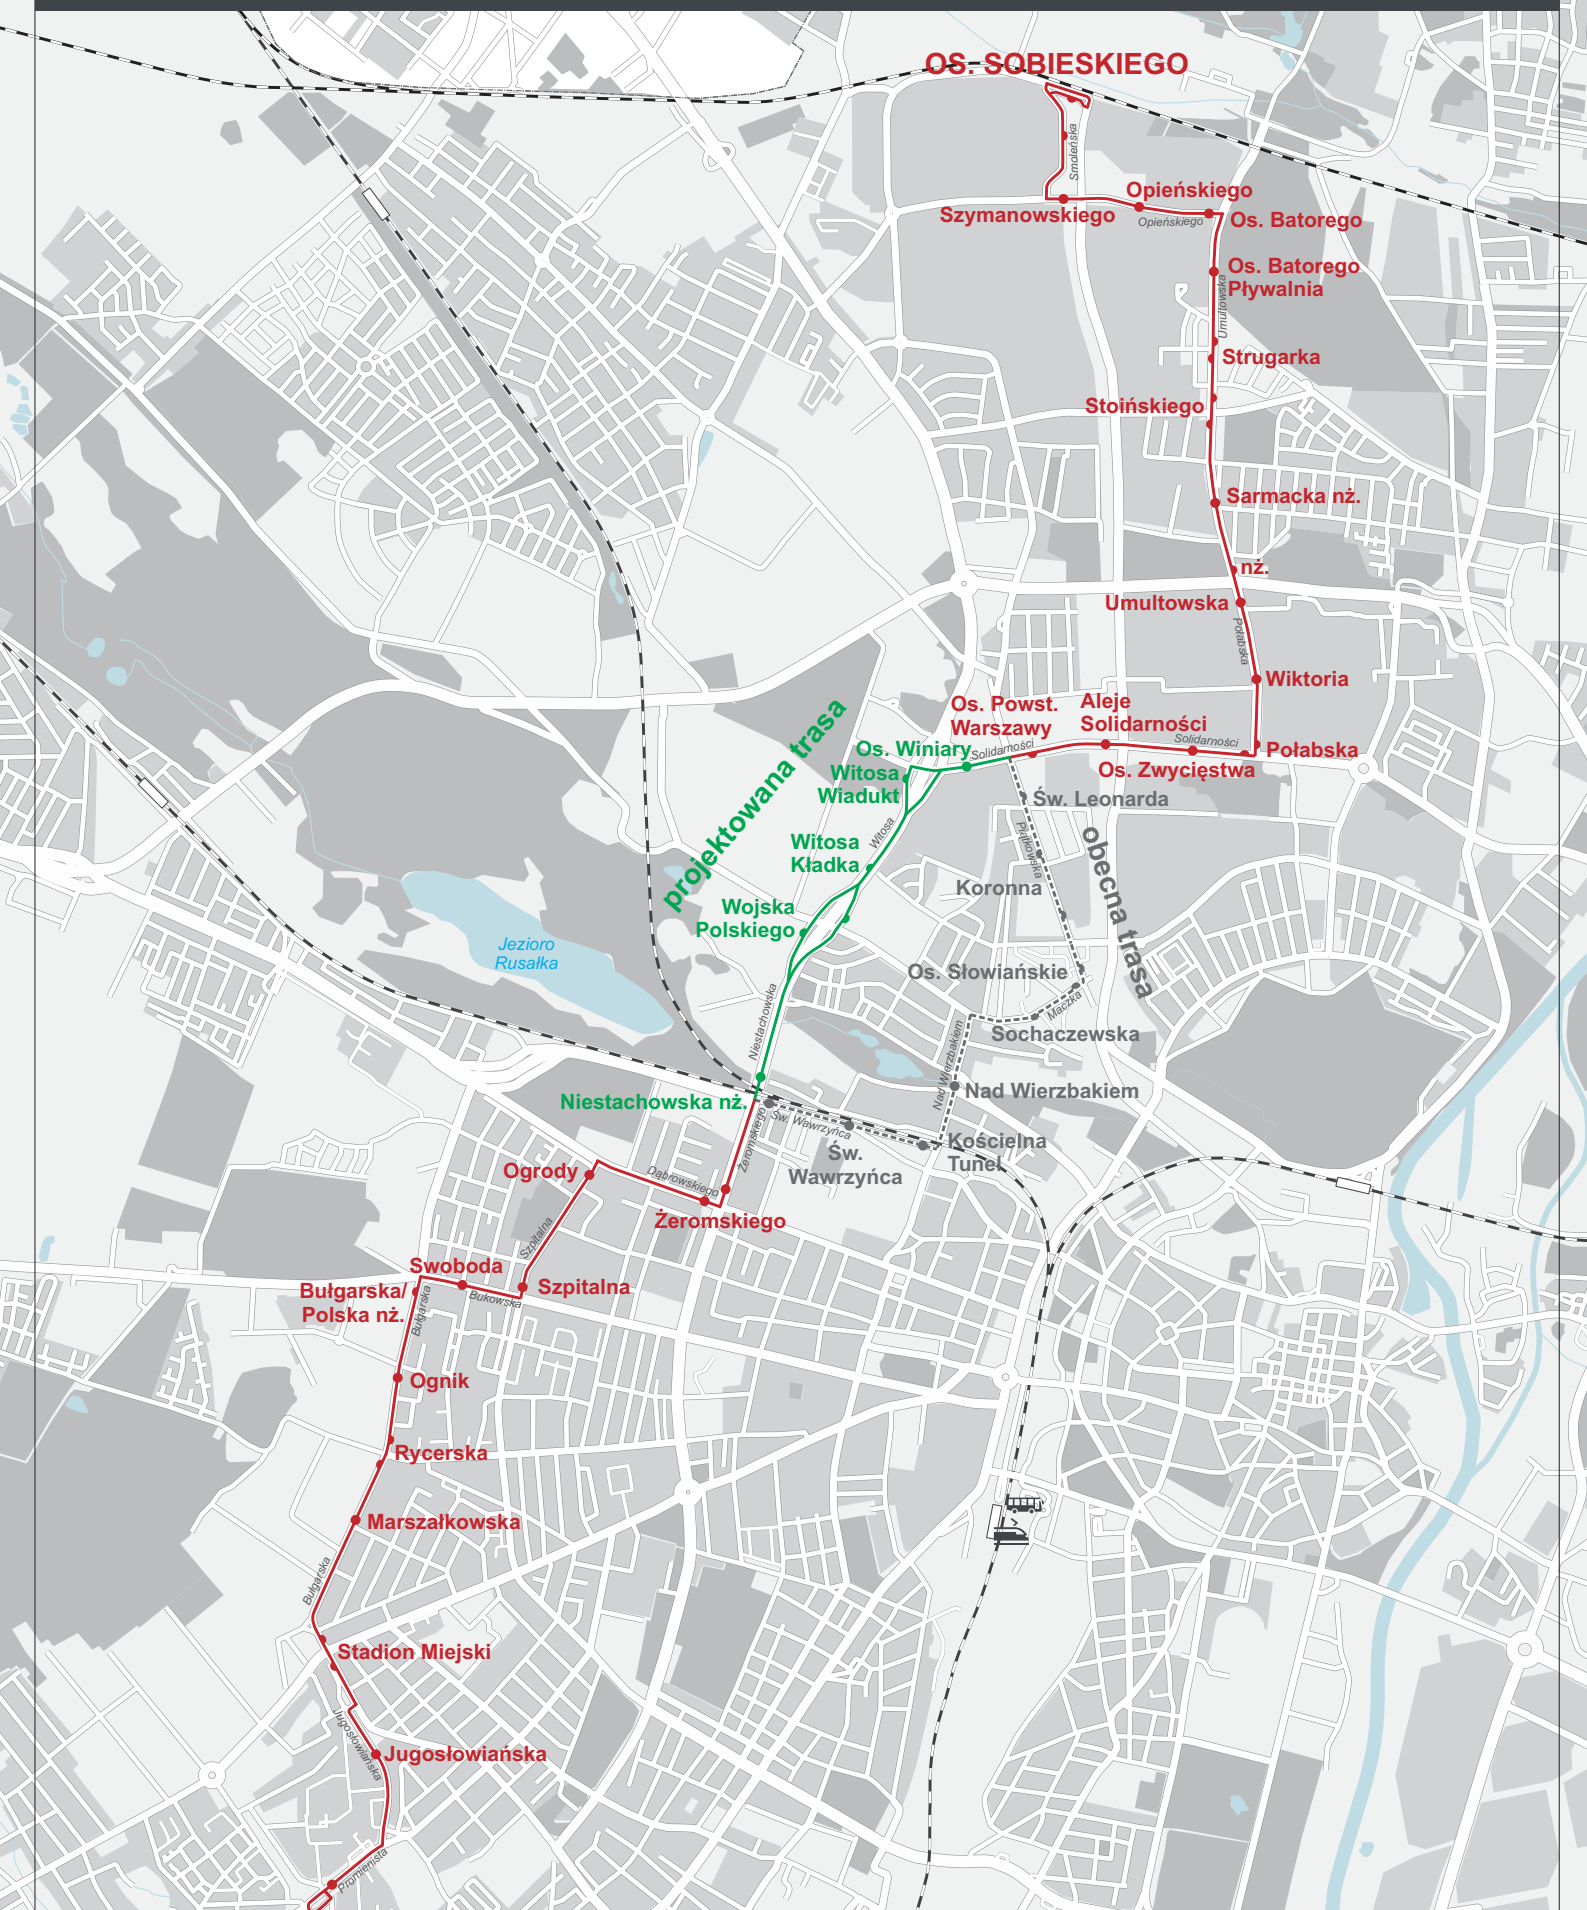 OS. SOBIESKIEGO
Smoleńska
Opieńskiego
Szymanowskiego
Opieńskiego
Os. Batorego
Os. Batorego
Pływalnia
Umultowska
Strugarka
Stoińskiego
Sarmacka nż.
nż.
Umultowska
Połabska
Wiktoria
Os. Powst.
Warszawy
Aleje
Solidarności
Solidarności
Solidarności
Połabska
Os. Zwycięstwa
projektowana trasa
Os. Winiary
Witosa
Wiadukt
Witosa
Witosa
Kładka
Wojska
Polskiego
Św. Leonarda
Piątkowska
obecna trasa
Koronna
Os. Słowiańskie
Maczka
Sochaczewska
Jezioro
Rusałka
Niestachowska
Nad Wierzbakiem
Nad Wierzbakiem
Niestachowska nż.
Św. Wawrzyńca
Żeromskiego
Św.
Wawrzyńca
Kościelna
Tunel
Ogrody
Dąbrowskiego
Żeromskiego
Szpitalna
Swoboda
Szpitalna
Bukowska
Bułgarska/
Polska nż.
Bułgarska
Ognik
Rycerska
Marszałkowska
Bułgarska
Stadion Miejski
Jugosłowiańska
Jugosłowiańska
Promienista